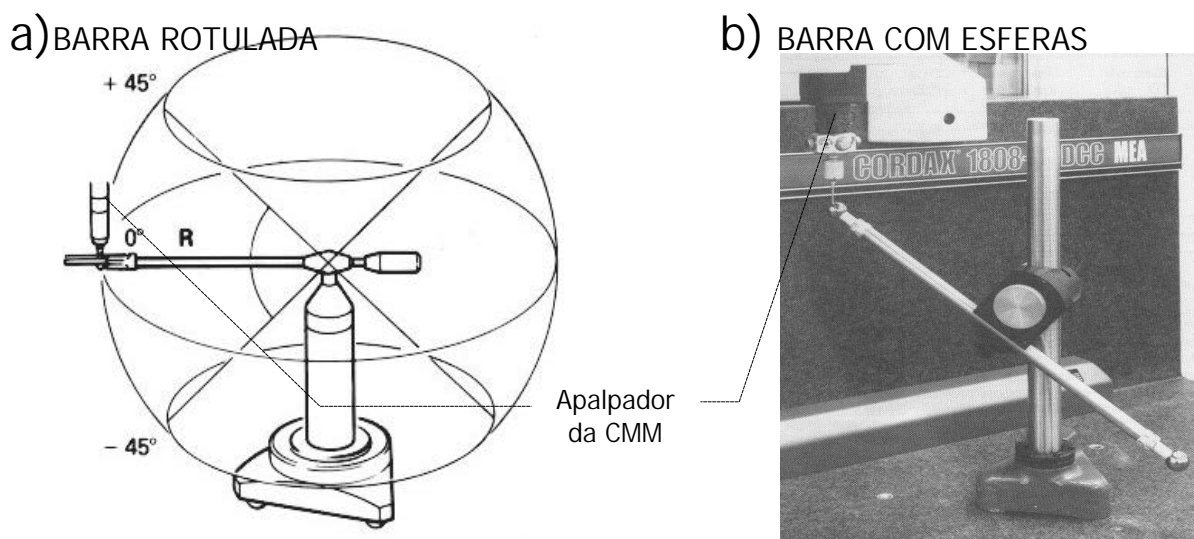 a) BARRA ROTULADA
b) BARRA COM ESFERAS
+ 45°
0°
R
- 45°
Apalpador
da CMM
CORDAX 1808- DCC MEA